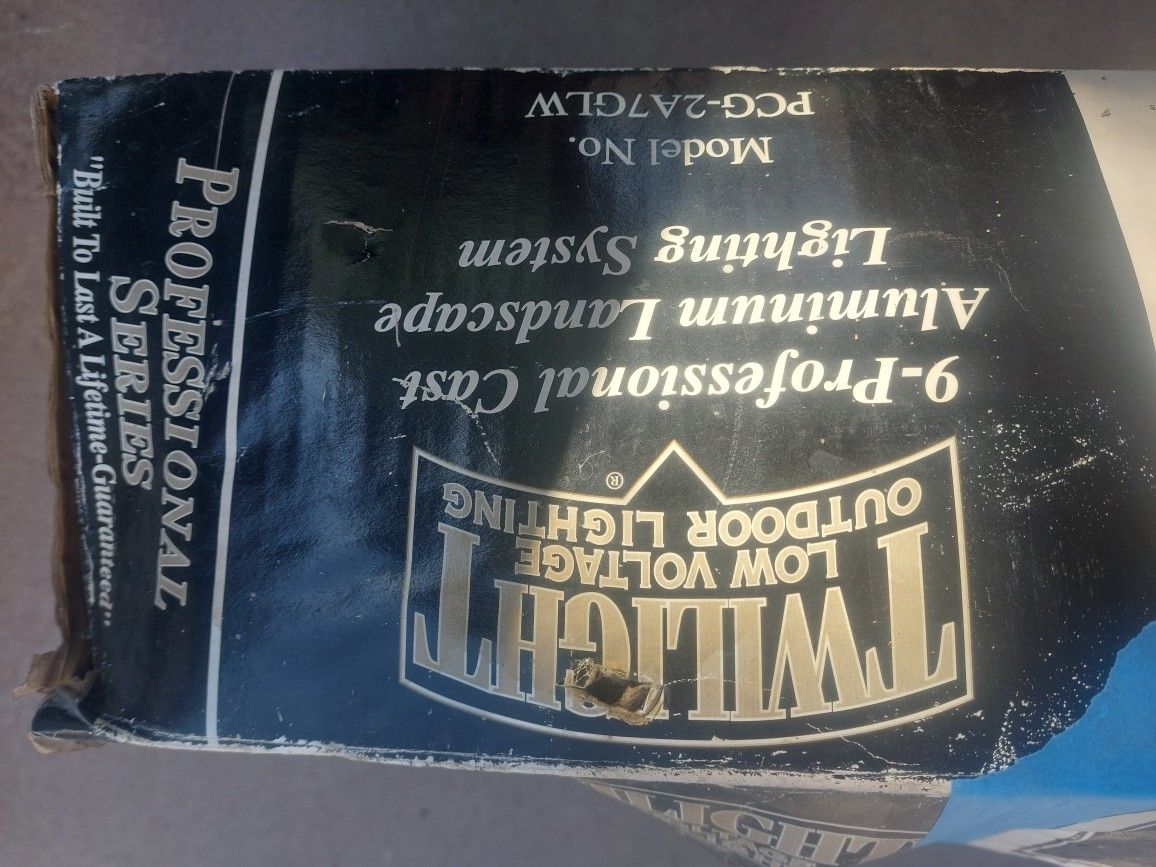 TWILIGHT
LOW VOLTAGE
OUTDOOR LIGHTING
®
9-Professional Cast
Aluminum Landscape
Lighting System
Model No.
PCG-2A7GLW
PROFESSIONAL
SERIES
"Built To Last A Lifetime-Guaranteed"